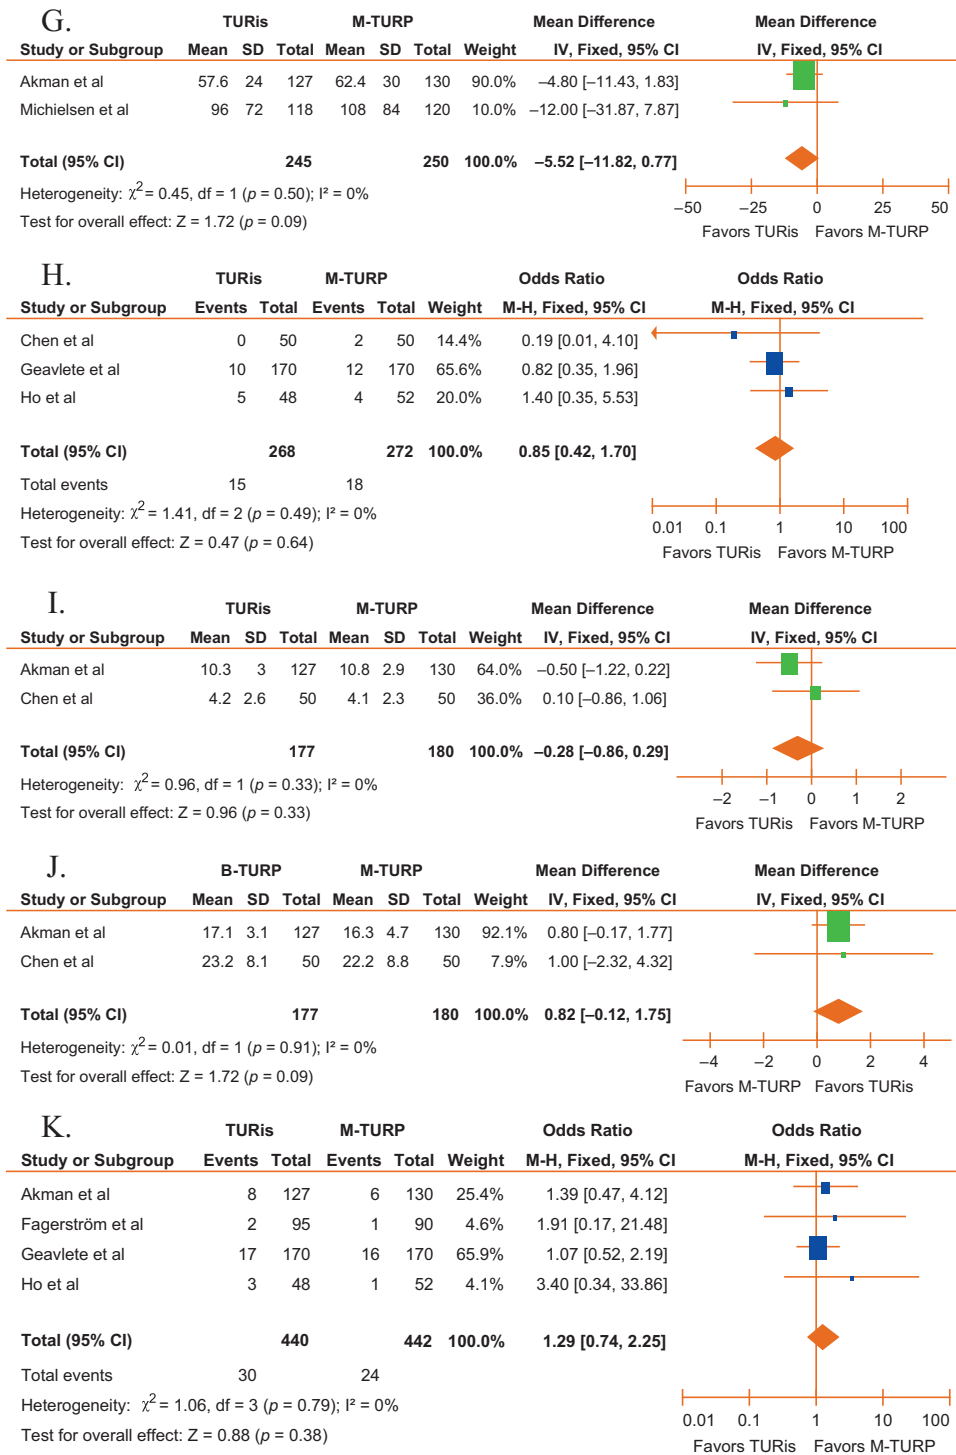 G.
TURis M-TURP Mean Difference Mean Difference
Study or Subgroup Mean SD Total Mean SD Total Weight IV, Fixed, 95% CI IV, Fixed, 95% CI
Akman et al 57.6 24 127 62.4 30 130 90.0% −4.80 [−11.43, 1.83]
Michielsen et al 96 72 118 108 84 120 10.0% −12.00 [−31.87, 7.87]
Total (95% CI) 245 250 100.0% −5.52 [−11.82, 0.77]
Heterogeneity: χ² = 0.45, df = 1 (p = 0.50); I² = 0%
Test for overall effect: Z = 1.72 (p = 0.09)
−50 −25 0 25 50
Favors TURis Favors M-TURP
H.
TURis M-TURP Odds Ratio Odds Ratio
Study or Subgroup Events Total Events Total Weight M-H, Fixed, 95% CI M-H, Fixed, 95% CI
Chen et al 0 50 2 50 14.4% 0.19 [0.01, 4.10]
Geavlete et al 10 170 12 170 65.6% 0.82 [0.35, 1.96]
Ho et al 5 48 4 52 20.0% 1.40 [0.35, 5.53]
Total (95% CI) 268 272 100.0% 0.85 [0.42, 1.70]
Total events 15 18
Heterogeneity: χ² = 1.41, df = 2 (p = 0.49); I² = 0%
Test for overall effect: Z = 0.47 (p = 0.64)
0.01 0.1 1 10 100
Favors TURis Favors M-TURP
I.
TURis M-TURP Mean Difference Mean Difference
Study or Subgroup Mean SD Total Mean SD Total Weight IV, Fixed, 95% CI IV, Fixed, 95% CI
Akman et al 10.3 3 127 10.8 2.9 130 64.0% −0.50 [−1.22, 0.22]
Chen et al 4.2 2.6 50 4.1 2.3 50 36.0% 0.10 [−0.86, 1.06]
Total (95% CI) 177 180 100.0% −0.28 [−0.86, 0.29]
Heterogeneity: χ² = 0.96, df = 1 (p = 0.33); I² = 0%
Test for overall effect: Z = 0.96 (p = 0.33)
−2 −1 0 1 2
Favors TURis Favors M-TURP
J.
B-TURP M-TURP Mean Difference Mean Difference
Study or Subgroup Mean SD Total Mean SD Total Weight IV, Fixed, 95% CI IV, Fixed, 95% CI
Akman et al 17.1 3.1 127 16.3 4.7 130 92.1% 0.80 [−0.17, 1.77]
Chen et al 23.2 8.1 50 22.2 8.8 50 7.9% 1.00 [−2.32, 4.32]
Total (95% CI) 177 180 100.0% 0.82 [−0.12, 1.75]
Heterogeneity: χ² = 0.01, df = 1 (p = 0.91); I² = 0%
Test for overall effect: Z = 1.72 (p = 0.09)
−4 −2 0 2 4
Favors M-TURP Favors TURis
K.
TURis M-TURP Odds Ratio Odds Ratio
Study or Subgroup Events Total Events Total Weight M-H, Fixed, 95% CI M-H, Fixed, 95% CI
Akman et al 8 127 6 130 25.4% 1.39 [0.47, 4.12]
Fagerström et al 2 95 1 90 4.6% 1.91 [0.17, 21.48]
Geavlete et al 17 170 16 170 65.9% 1.07 [0.52, 2.19]
Ho et al 3 48 1 52 4.1% 3.40 [0.34, 33.86]
Total (95% CI) 440 442 100.0% 1.29 [0.74, 2.25]
Total events 30 24
Heterogeneity: χ² = 1.06, df = 3 (p = 0.79); I² = 0%
Test for overall effect: Z = 0.88 (p = 0.38)
0.01 0.1 1 10 100
Favors TURis Favors M-TURP